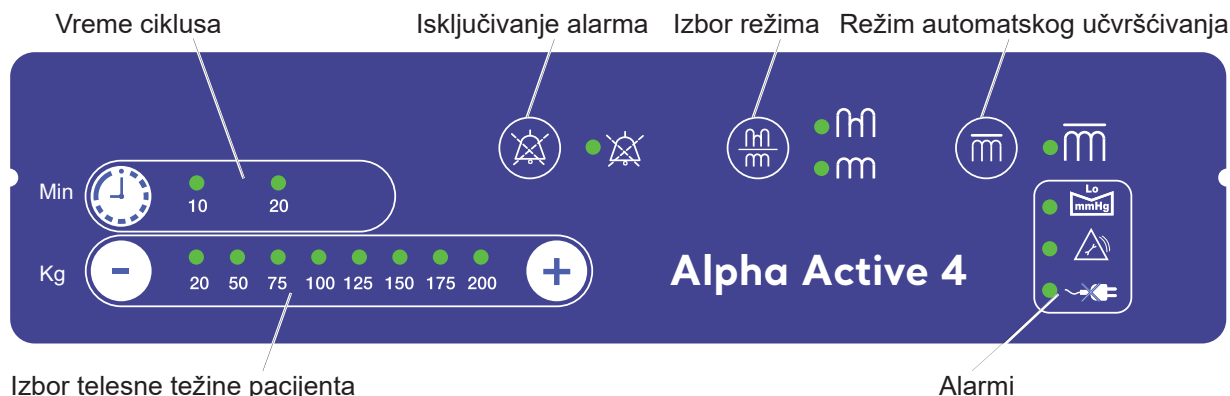 Vreme ciklusa
Isključivanje alarma
Izbor režima
Režim automatskog učvršćivanja
Min
10 20
Lo
mmHg
Kg
- 20 50 75 100 125 150 175 200 +
Alpha Active 4
Izbor telesne težine pacijenta
Alarmi